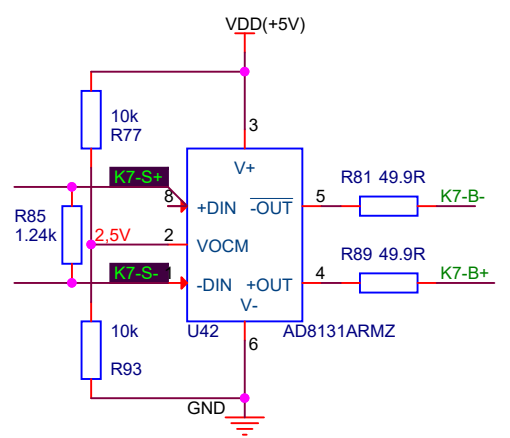 VDD(+5V)
10k
R77
3
V+
K7-S+
8
+DIN
-OUT
5
R81 49.9R
K7-B-
R85
1.24k
2,5V
2
VOCM
R89 49.9R
K7-S-
1
-DIN
+OUT
4
K7-B+
V-
10k
U42
AD8131ARMZ
6
R93
GND